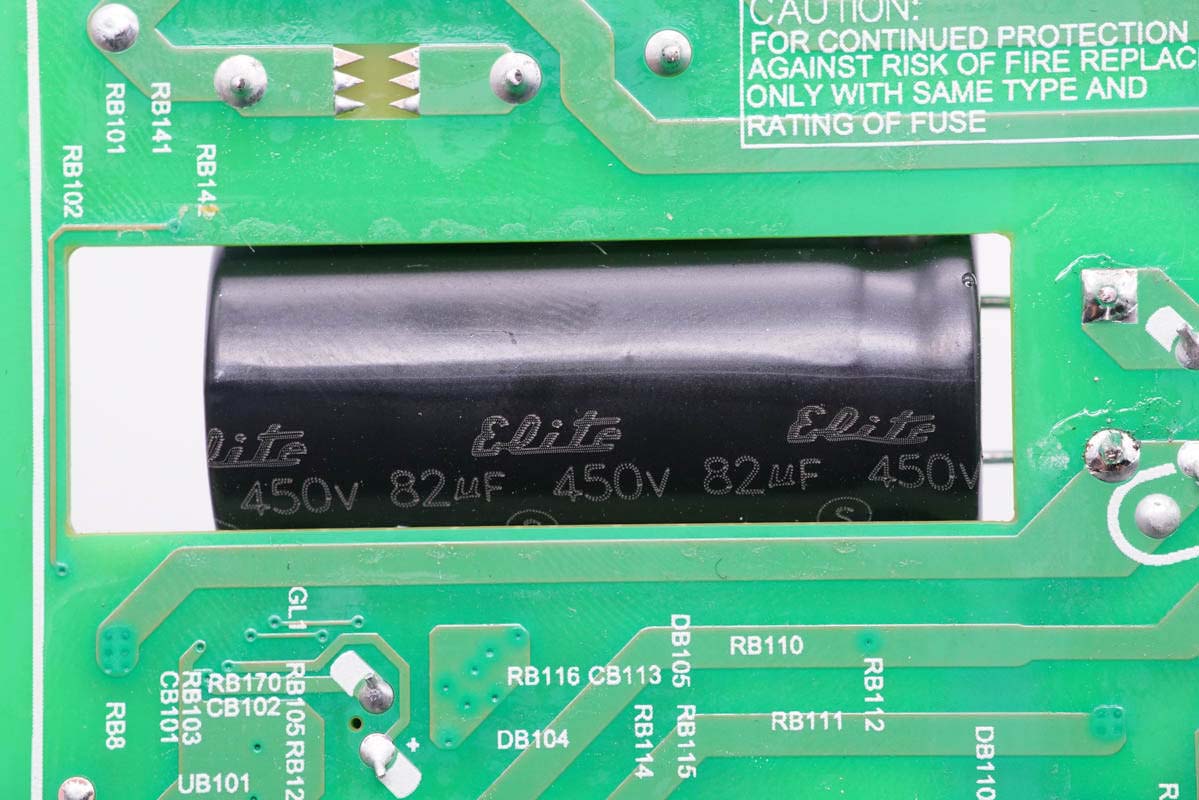 CAUTION:
FOR CONTINUED PROTECTION
AGAINST RISK OF FIRE REPLAC
ONLY WITH SAME TYPE AND
RATING OF FUSE
RB101
RB141
RB102
RB142
Elite
Elite
Elite
450V 82µF 450V 82µF 450V
S
S
GL1
DB105
RB110
RB116 CB113
RB112
RB170
CB102
CB101
RB103
RB105
RB8
RB114
RB115
RB111
DB104
DB110
+
UB101
RB12